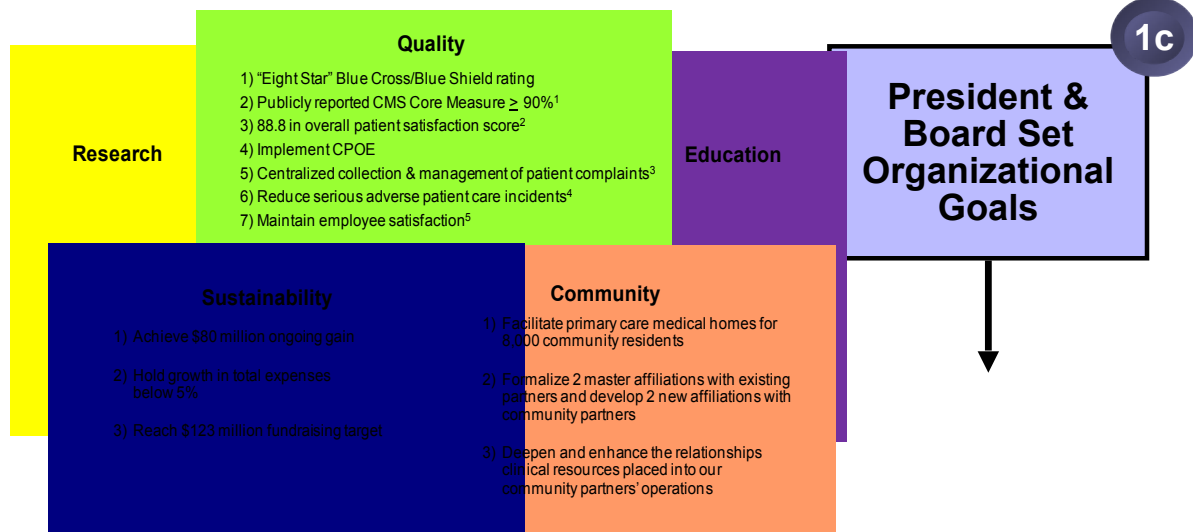 1c
President &
Board Set
Organizational
Goals
Research
Quality
1) “Eight Star” Blue Cross/Blue Shield rating
2) Publicly reported CMS Core Measure ≥ 90%¹
3) 88.8 in overall patient satisfaction score²
4) Implement CPOE
5) Centralized collection & management of patient complaints³
6) Reduce serious adverse patient care incidents⁴
7) Maintain employee satisfaction⁵
Education
Sustainability
1) Achieve $80 million ongoing gain
2) Hold growth in total expenses
below 5%
3) Reach $123 million fundraising target
Community
1) Facilitate primary care medical homes for
8,000 community residents
2) Formalize 2 master affiliations with existing
partners and develop 2 new affiliations with
community partners
3) Deepen and enhance the relationships
clinical resources placed into our
community partners’ operations